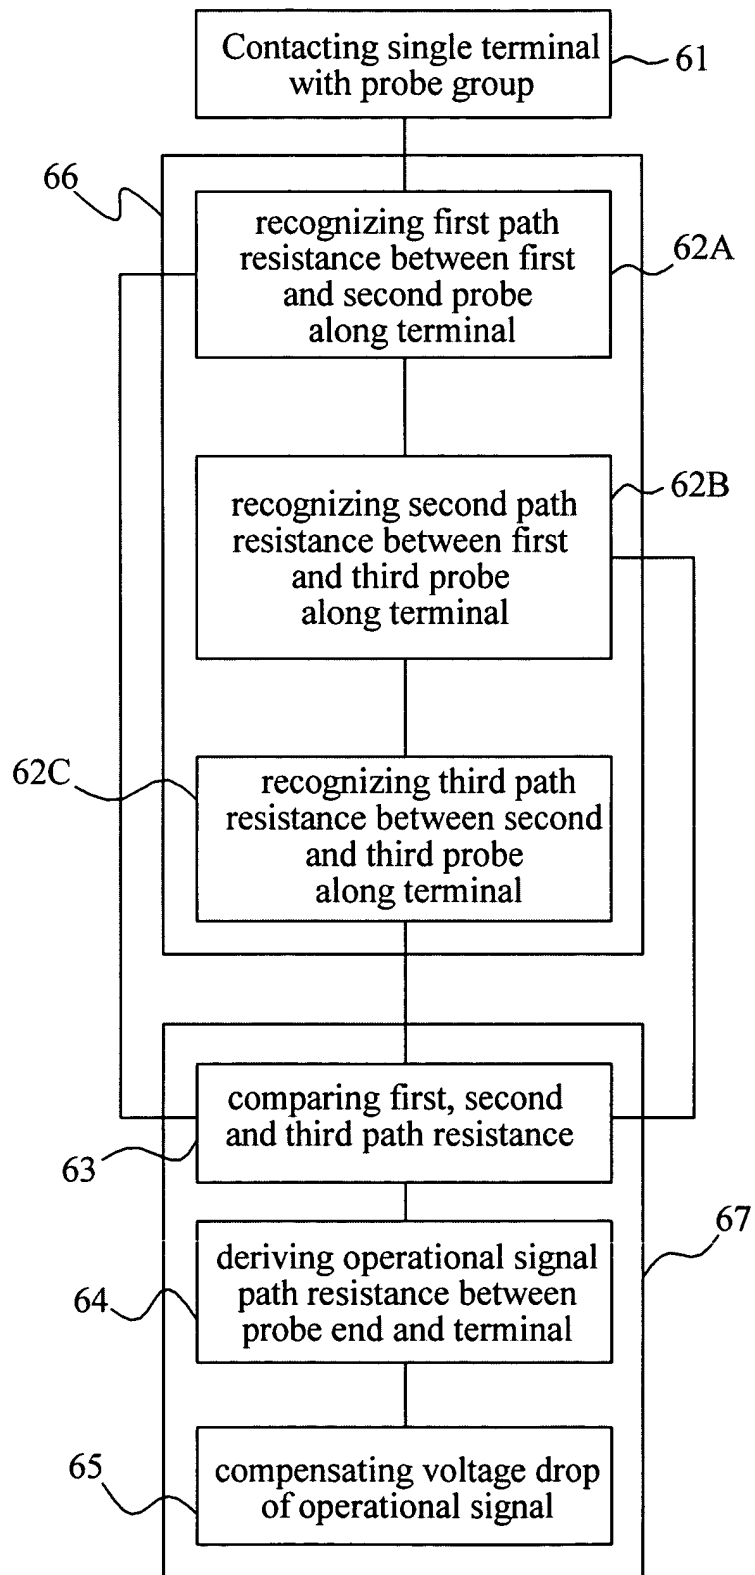 Contacting single terminal
with probe group
61
66
recognizing first path
resistance between first
and second probe
along terminal
62A
recognizing second path
resistance between first
and third probe
along terminal
62B
62C
recognizing third path
resistance between second
and third probe
along terminal
comparing first, second
and third path resistance
63
67
deriving operational signal
path resistance between
probe end and terminal
64
65
compensating voltage drop
of operational signal